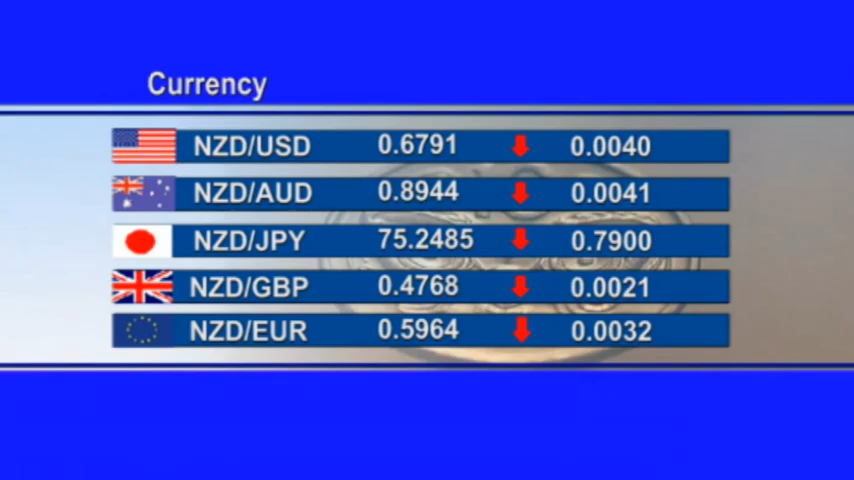 Currency
NZD/USD 0.6791 0.0040
NZD/AUD 0.8944 0.0041
NZD/JPY 75.2485 0.7900
NZD/GBP 0.4768 0.0021
NZD/EUR 0.5964 0.0032